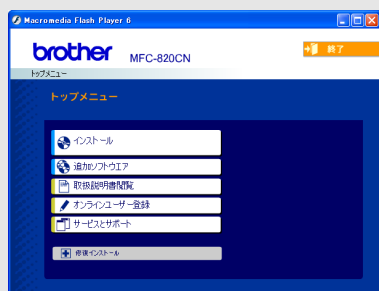 Macromedia Flash Player 6
brother MFC-820CN
終了
トップメニュー
トップメニュー
インストール
追加ソフトウエア
取扱説明書閲覧
オンラインユーザー登録
サービスとサポート
修復インストール